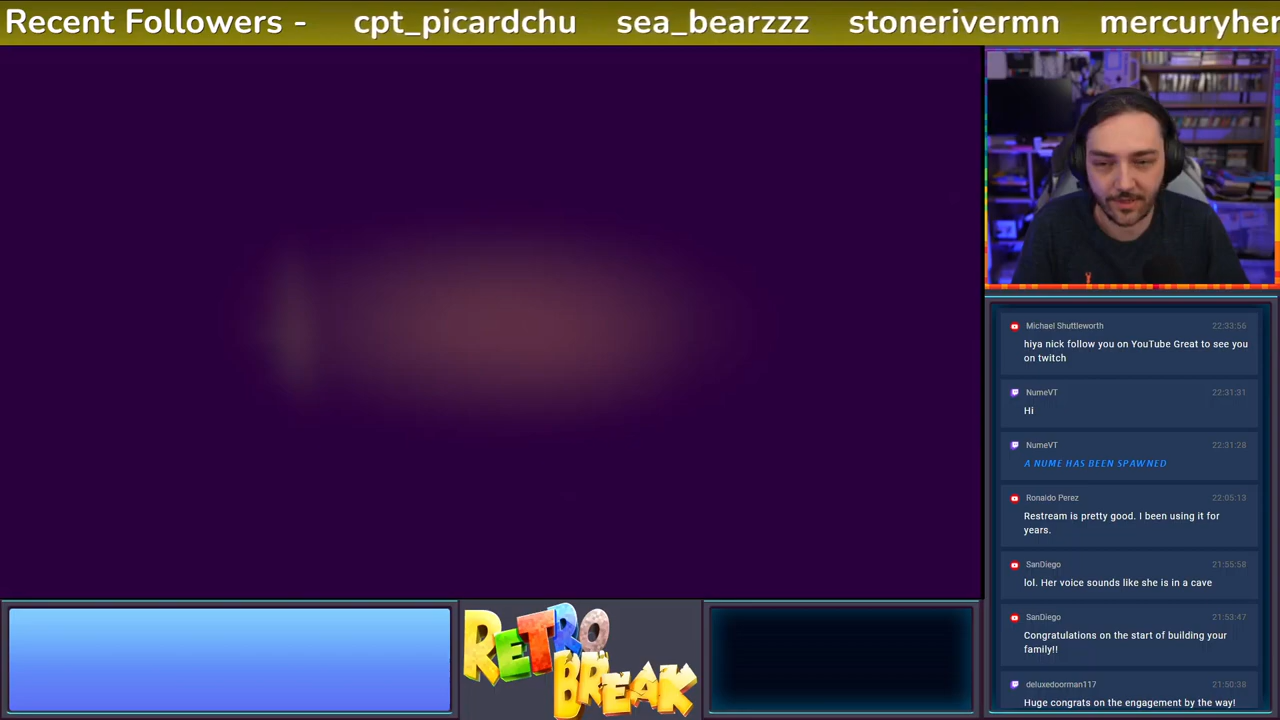 Recent Followers - cpt_picardchu sea_bearzzz stonerivermn mercuryher
Michael Shuttleworth 22:33:56
hiya nick follow you on YouTube Great to see you
on twitch
NumeVT 22:31:31
Hi
NumeVT 22:31:28
A NUME HAS BEEN SPAWNED
Ronaldo Perez 22:05:13
Restream is pretty good. I been using it for
years.
SanDiego 21:55:58
lol. Her voice sounds like she is in a cave
SanDiego 21:53:47
Congratulations on the start of building your
family!!
deluxedoorman117 21:50:38
Huge congrats on the engagement by the way!
RETRO
BREAK